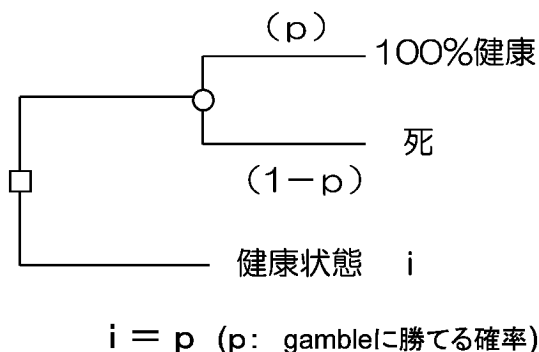 （p）
100%健康
死
（1－p）
健康状態　i
i = p (p: gambleに勝てる確率)